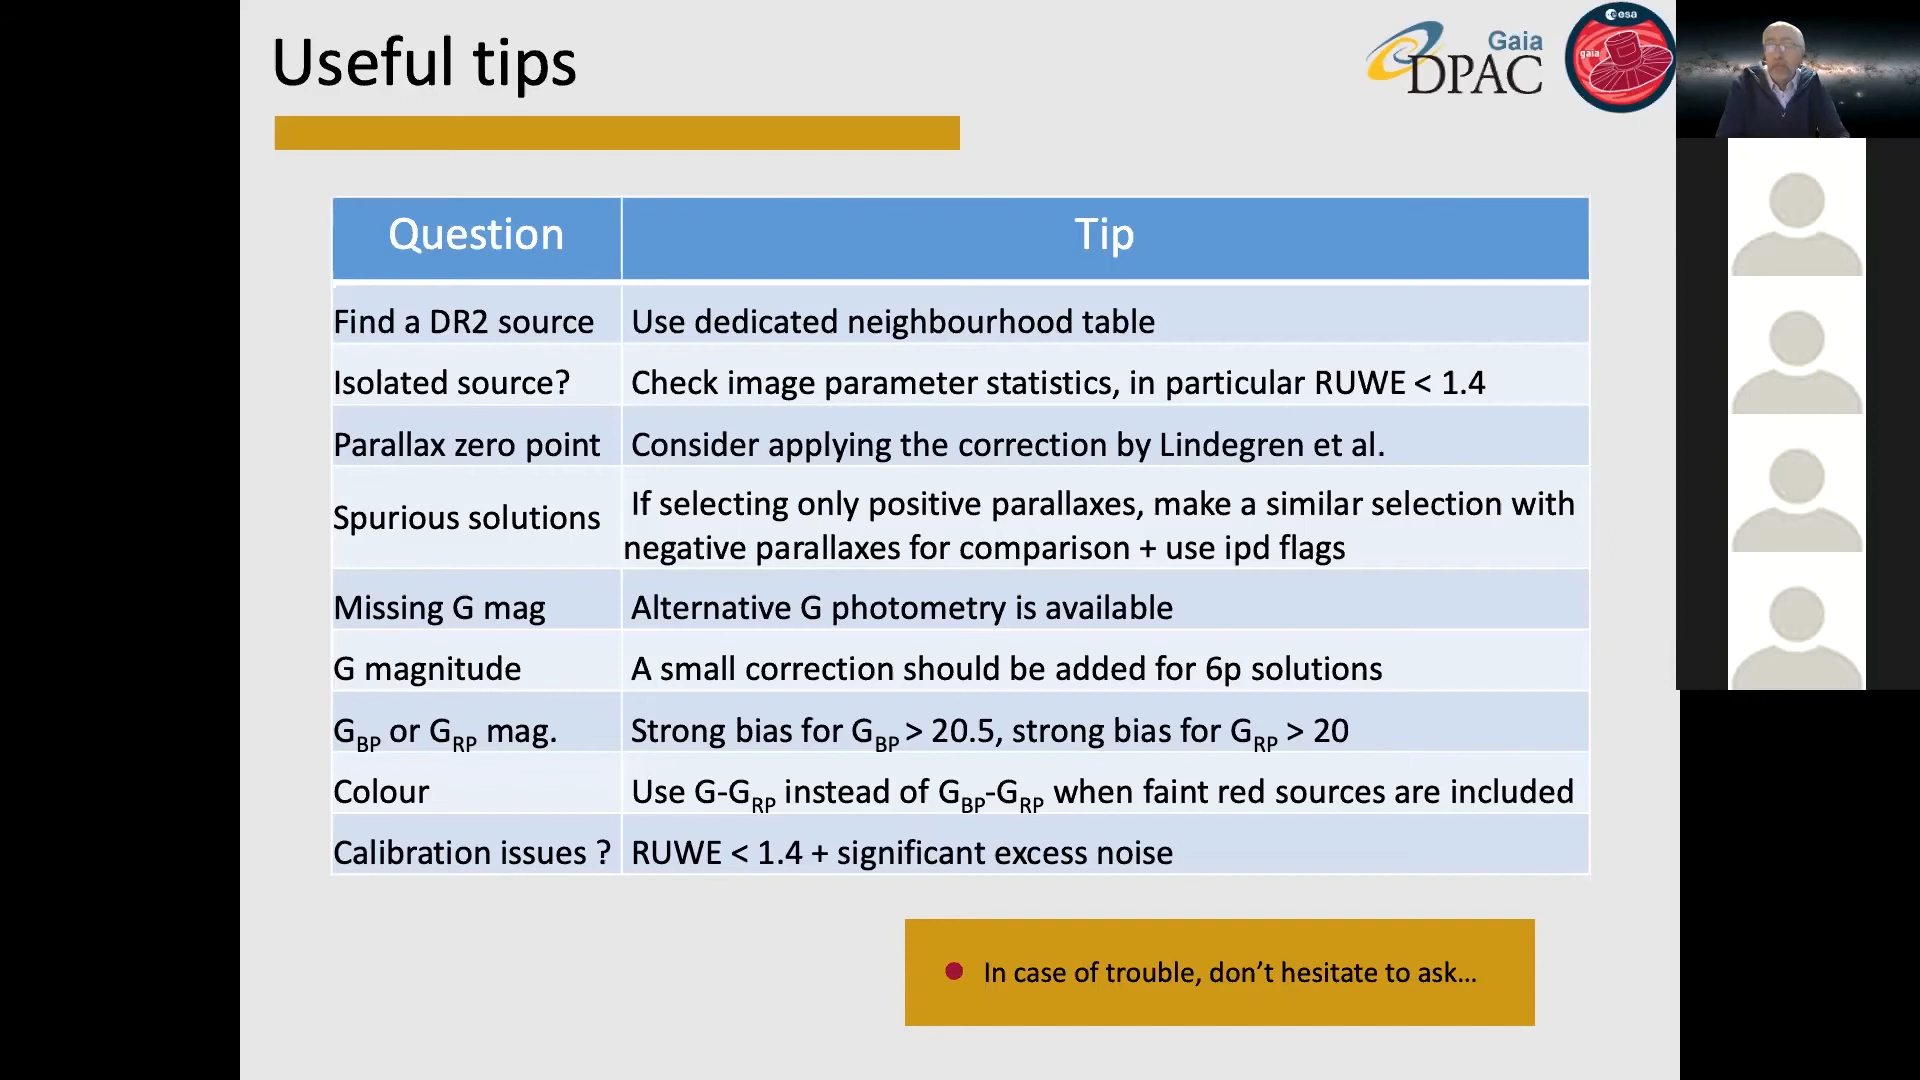 Useful tips
Gaia
DPAC
esa
gaia
Question Tip
Find a DR2 source Use dedicated neighbourhood table
Isolated source? Check image parameter statistics, in particular RUWE < 1.4
Parallax zero point Consider applying the correction by Lindegren et al.
Spurious solutions If selecting only positive parallaxes, make a similar selection with
negative parallaxes for comparison + use ipd flags
Missing G mag Alternative G photometry is available
G magnitude A small correction should be added for 6p solutions
GBP or GRP mag. Strong bias for GBP > 20.5, strong bias for GRP > 20
Colour Use G-GRP instead of GBP-GRP when faint red sources are included
Calibration issues ? RUWE < 1.4 + significant excess noise
• In case of trouble, don’t hesitate to ask...